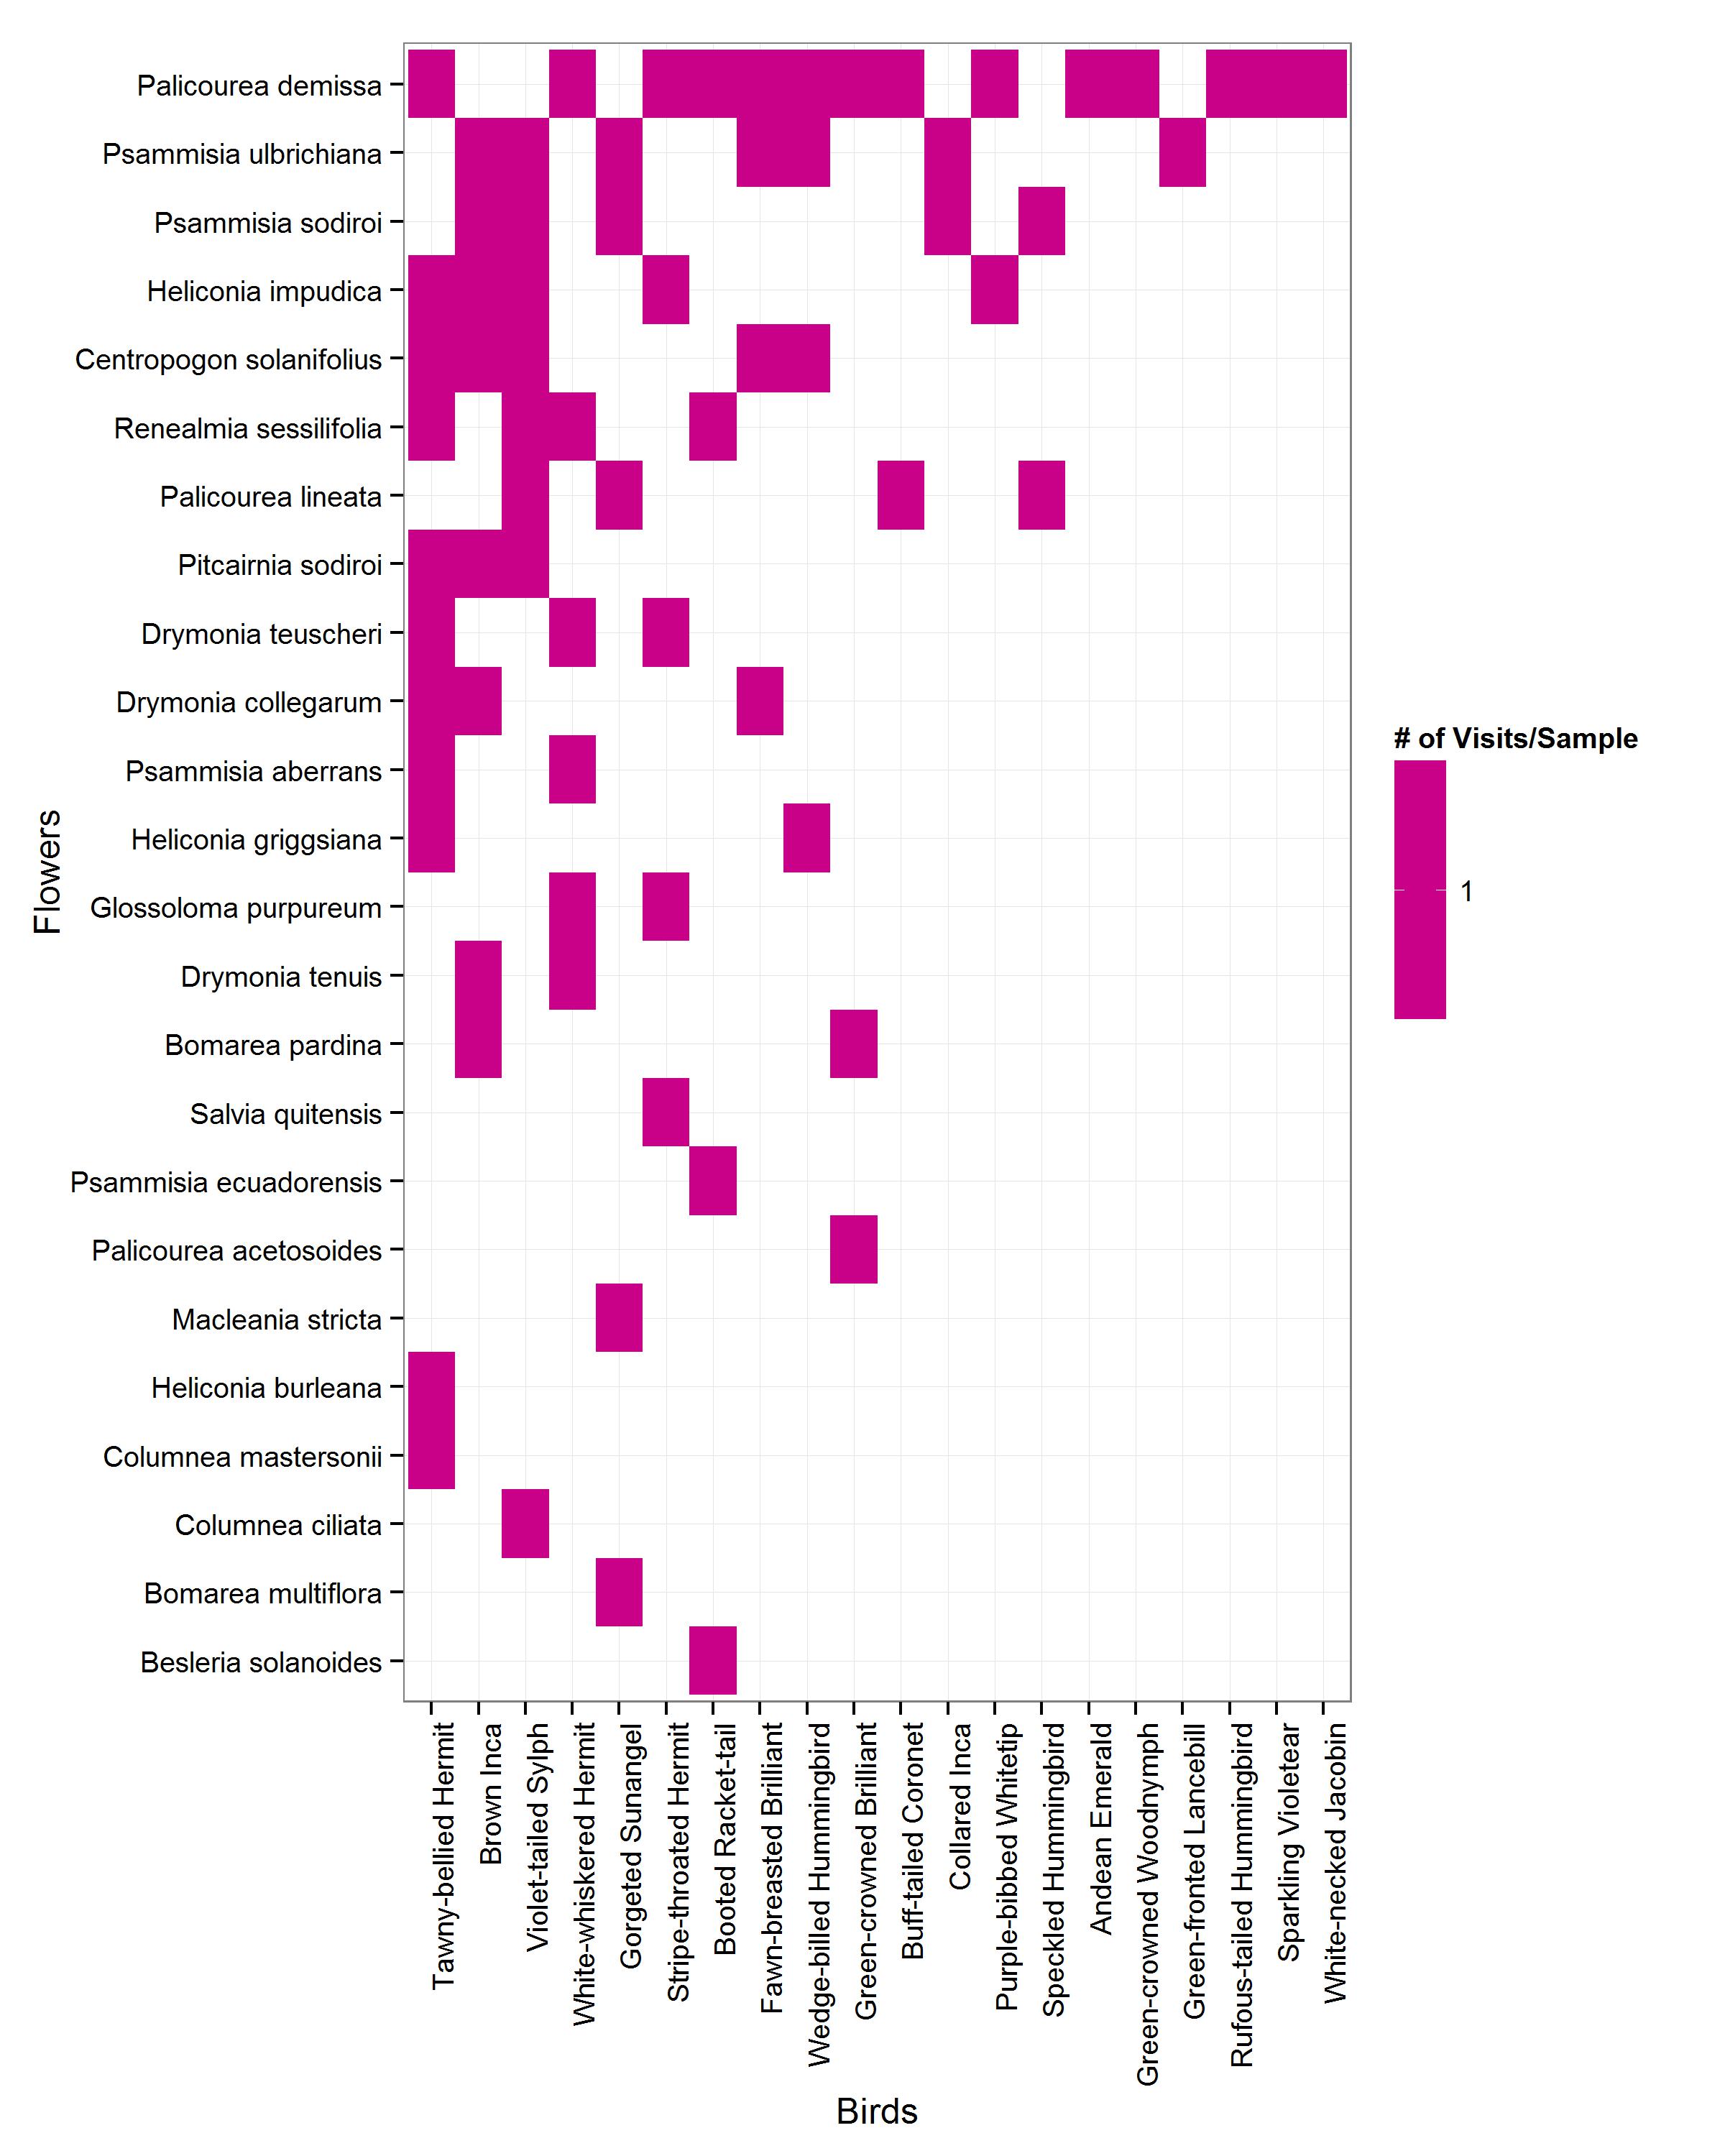 Palicourea demissa
Psammisia ulbrichiana
Psammisia sodiroi
Heliconia impudica
Centropogon solanifolius
Renealmia sessilifolia
Palicourea lineata
Pitcairnia sodiroi
Drymonia teuscheri
Drymonia collegarum
Psammisia aberrans
Heliconia griggsiana
Glossoloma purpureum
Drymonia tenuis
Bomarea pardina
Salvia quitensis
Psammisia ecuadorensis
Palicourea acetosoides
Macleania stricta
Heliconia burleana
Columnea mastersonii
Columnea ciliata
Bomarea multiflora
Besleria solanoides
Flowers
# of Visits/Sample
1
Tawny-bellied Hermit
Brown Inca
Violet-tailed Sylph
White-whiskered Hermit
Gorgeted Sunangel
Stripe-throated Hermit
Booted Racket-tail
Fawn-breasted Brilliant
Wedge-billed Hummingbird
Green-crowned Brilliant
Buff-tailed Coronet
Collared Inca
Purple-bibbed Whitetip
Speckled Hummingbird
Andean Emerald
Green-crowned Woodnymph
Green-fronted Lancebill
Rufous-tailed Hummingbird
Sparkling Violetear
White-necked Jacobin
Birds